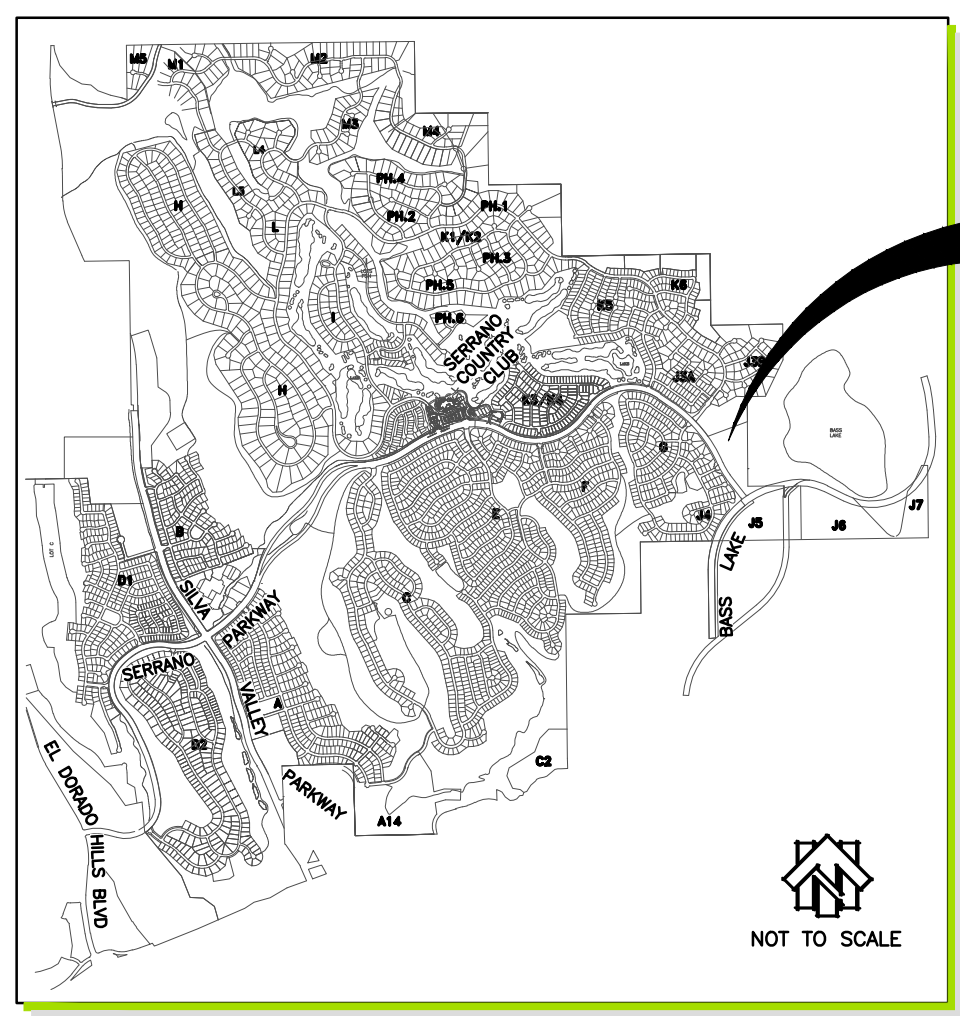 M5
M1
M2
M3
M4
L4
PH.4
L3
H
PH.2
PH.1
L
K1/K2
PH.3
PH.5
K6
K5
I
PH.6
SERRANO
COUNTRY
CLUB
J3A
H
K3/K4
G
BASS
LAKE
F
E
J4
J5
J6
J7
B
LOT C
D1
C
BASS LAKE
SILVA
VALLEY
PARKWAY
SERRANO
PARKWAY
A
D2
C2
A14
EL DORADO
HILLS BLVD
NOT TO SCALE